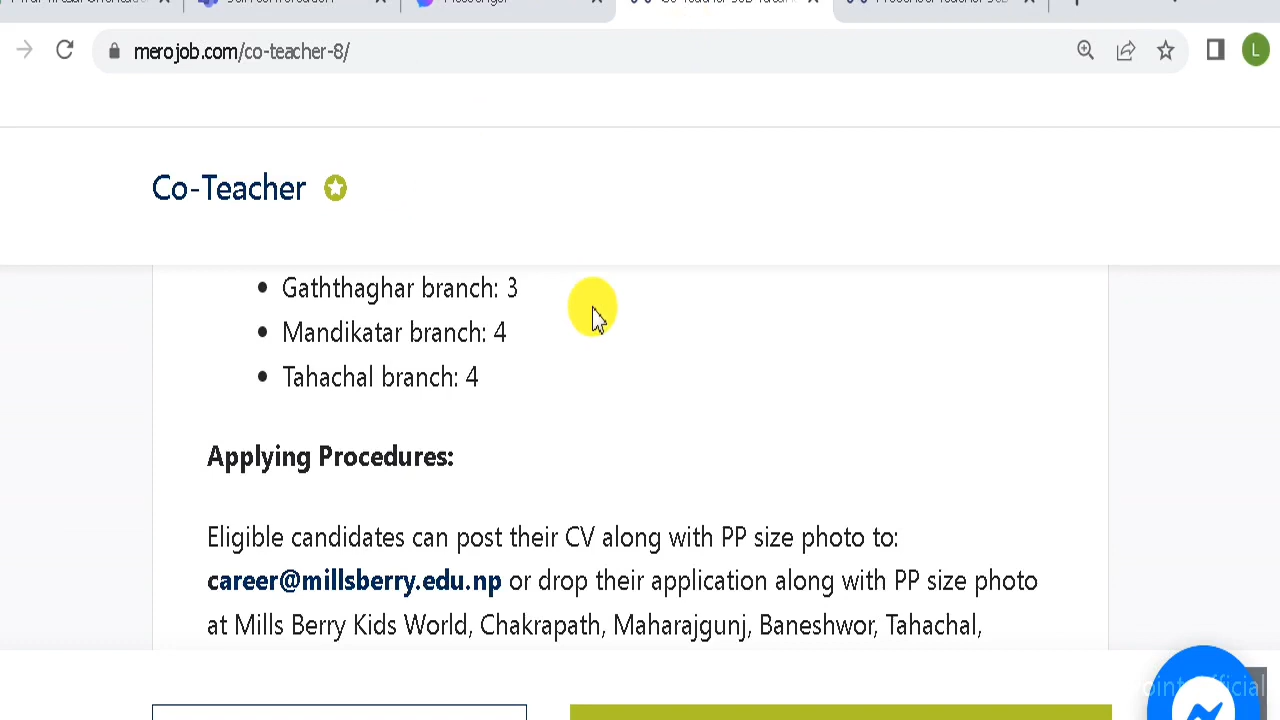 merojob.com/co-teacher-8/
L
Co-Teacher
Gaththaghar branch: 3
Mandikatar branch: 4
Tahachal branch: 4
Applying Procedures:
Eligible candidates can post their CV along with PP size photo to:
career@millsberry.edu.np or drop their application along with PP size photo
at Mills Berry Kids World, Chakrapath, Maharajgunj, Baneshwor, Tahachal,